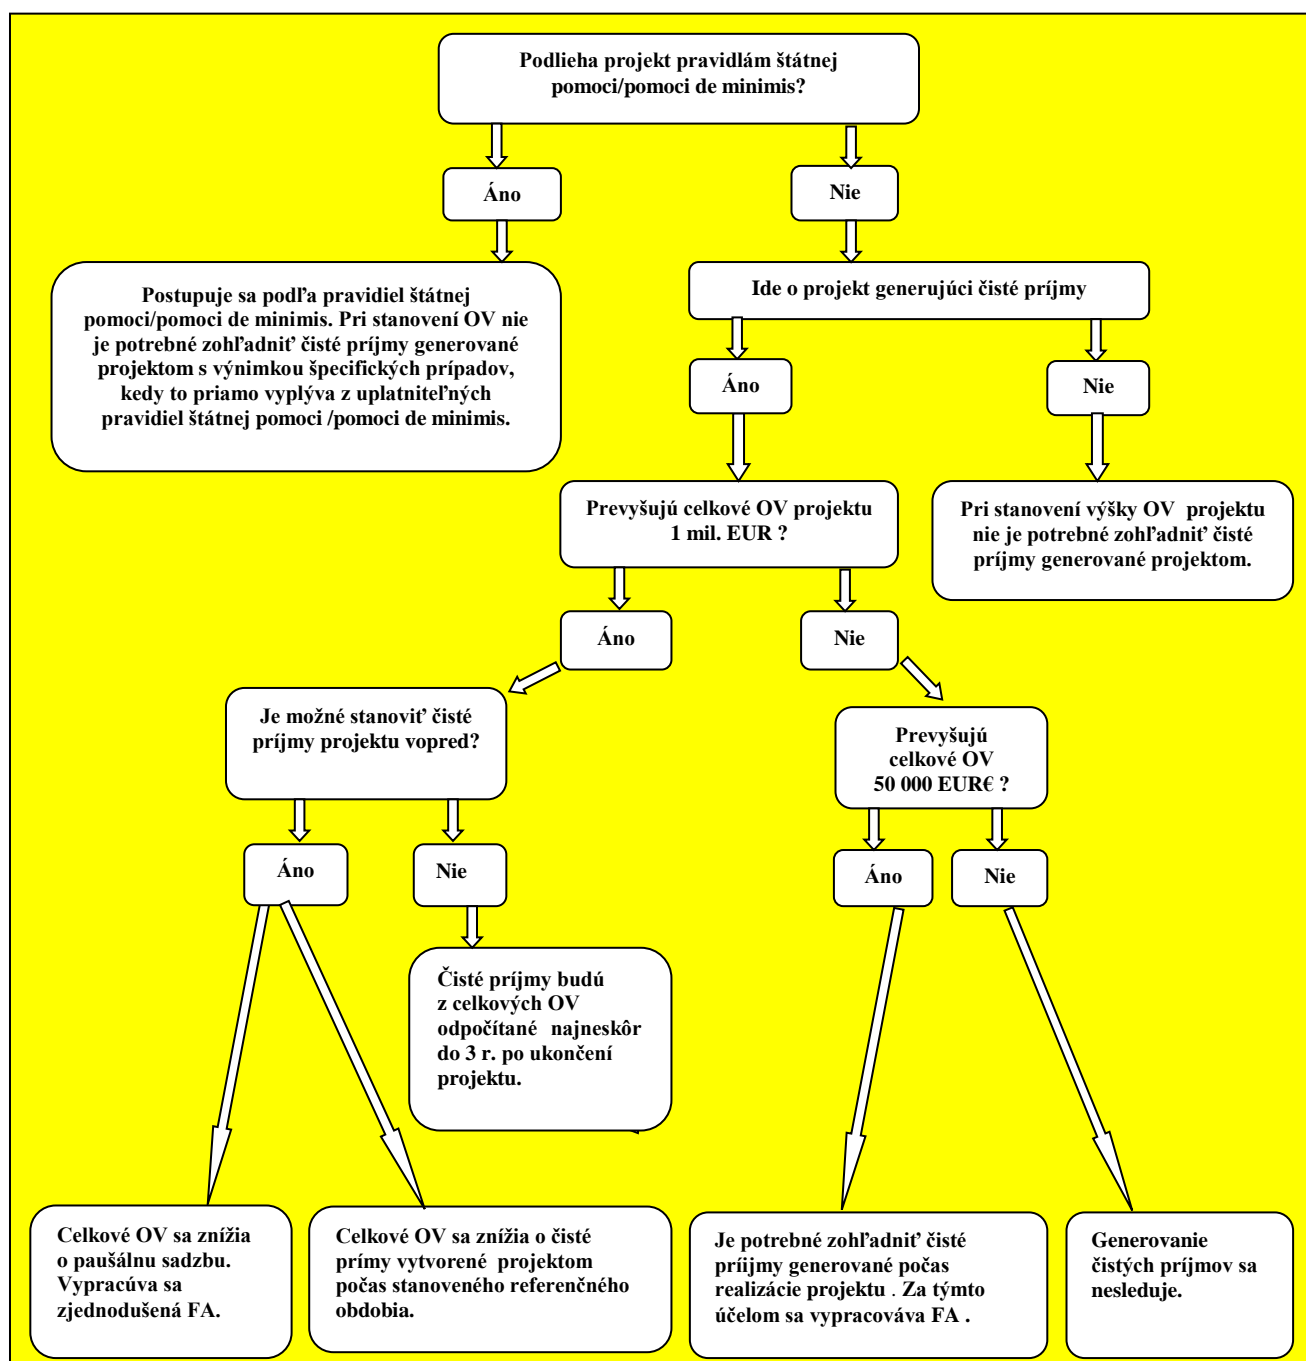 Podlieha projekt pravidlám štátnej
pomoci/pomoci de minimis?
Áno
Nie
Postupuje sa podľa pravidiel štátnej
pomoci/pomoci de minimis. Pri stanovení OV nie
je potrebné zohľadniť čisté príjmy generované
projektom s výnimkou špecifických prípadov,
kedy to priamo vyplýva z uplatniteľných
pravidiel štátnej pomoci /pomoci de minimis.
Ide o projekt generujúci čisté príjmy
Áno
Nie
Prevyšujú celkové OV projektu
1 mil. EUR ?
Pri stanovení výšky OV projektu
nie je potrebné zohľadniť čisté
príjmy generované projektom.
Áno
Nie
Je možné stanoviť čisté
príjmy projektu vopred?
Prevyšujú
celkové OV
50 000 EUR€ ?
Áno
Nie
Áno
Nie
Čisté príjmy budú
z celkových OV
odpočítané najneskôr
do 3 r. po ukončení
projektu.
Celkové OV sa znížia
o paušálnu sadzbu.
Vypracúva sa
zjednodušená FA.
Celkové OV sa znížia o čisté
prímy vytvorené projektom
počas stanoveného referenčného
obdobia.
Je potrebné zohľadniť čisté
príijmy generované počas
realizácie projektu . Za týmto
účelom sa vypracováva FA .
Generovanie
čistých príjmov sa
nesleduje.